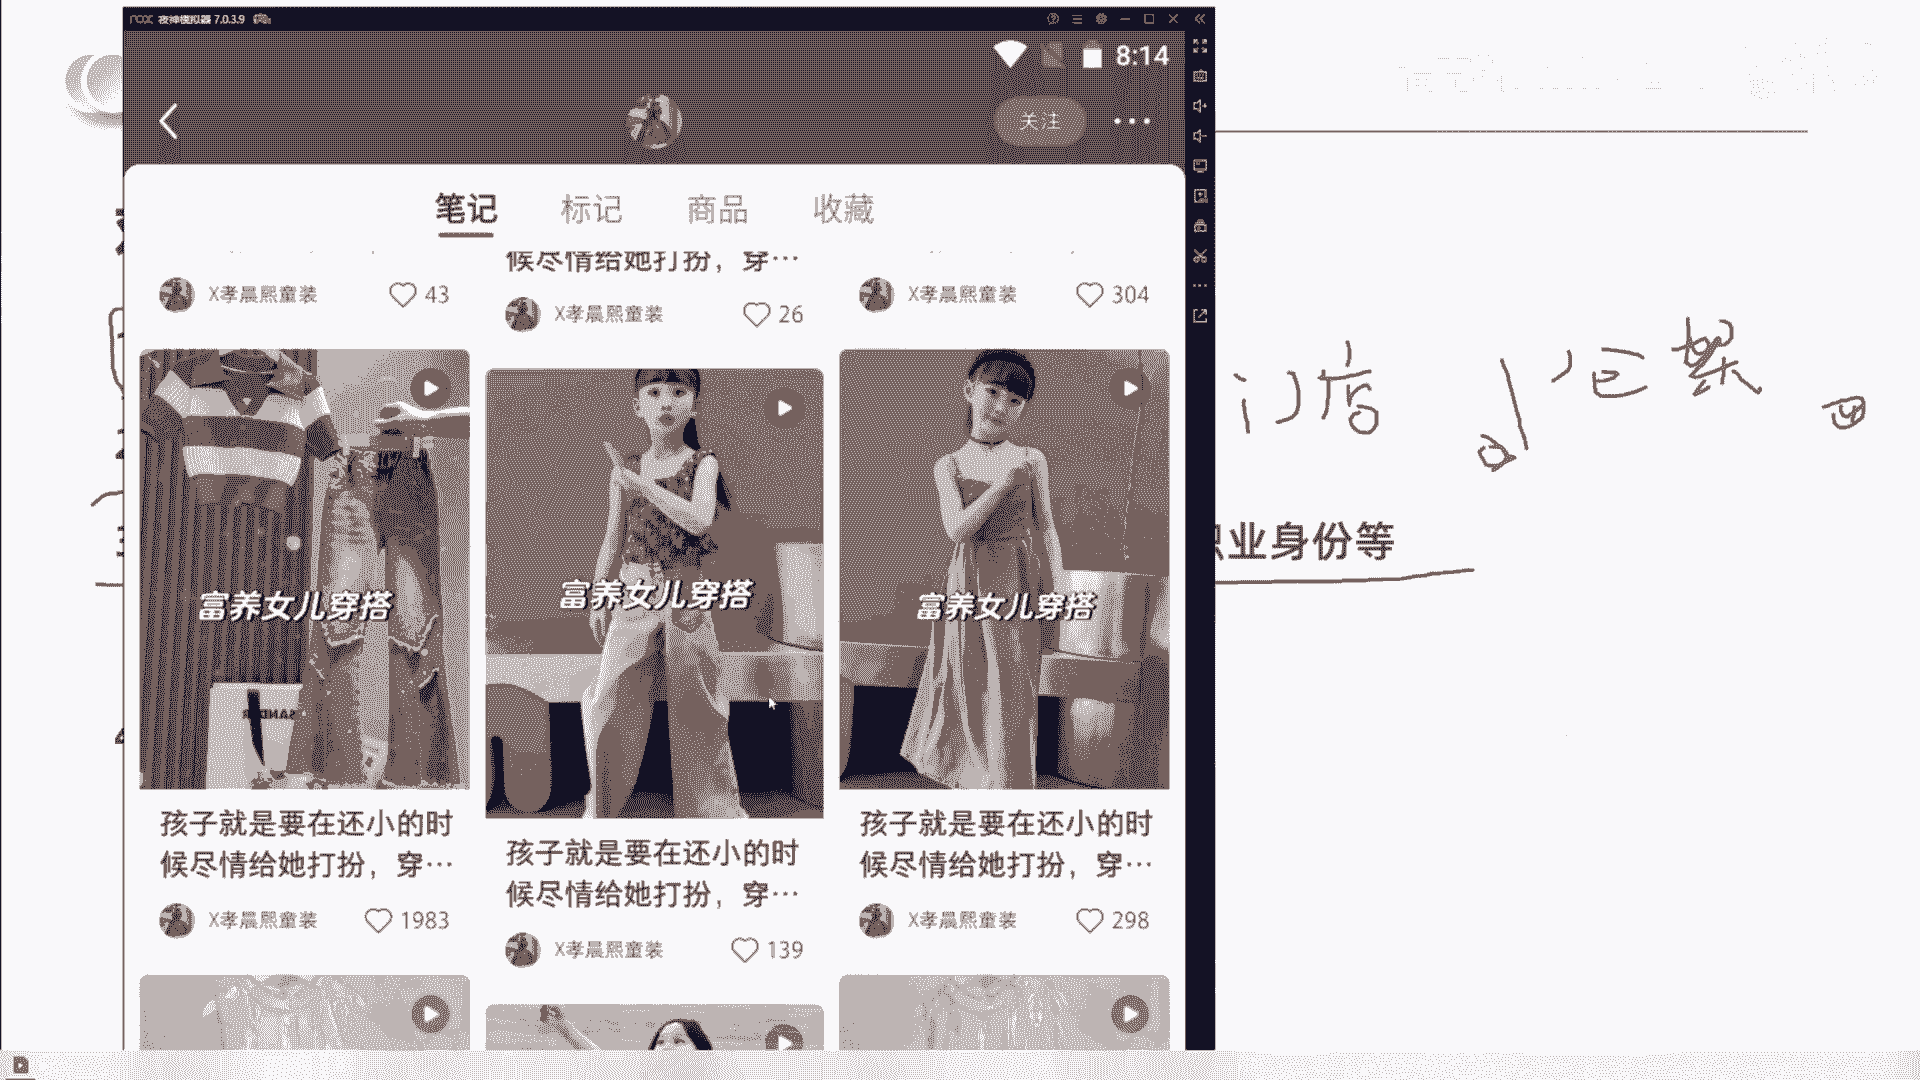 nox 夜神模拟器 7.0.3.9
8:14
关注
笔记 标记 商品 收藏
候尽情给她打扮，穿…
X孝晨熙童装 43
X孝晨熙童装 26
X孝晨熙童装 304
富养女儿穿搭
富养女儿穿搭
富养女儿穿搭
孩子就是要在还小的时
候尽情给她打扮，穿…
X孝晨熙童装 1983
孩子就是要在还小的时
候尽情给她打扮，穿…
X孝晨熙童装 139
孩子就是要在还小的时
候尽情给她打扮，穿…
X孝晨熙童装 298
门店
业身份等